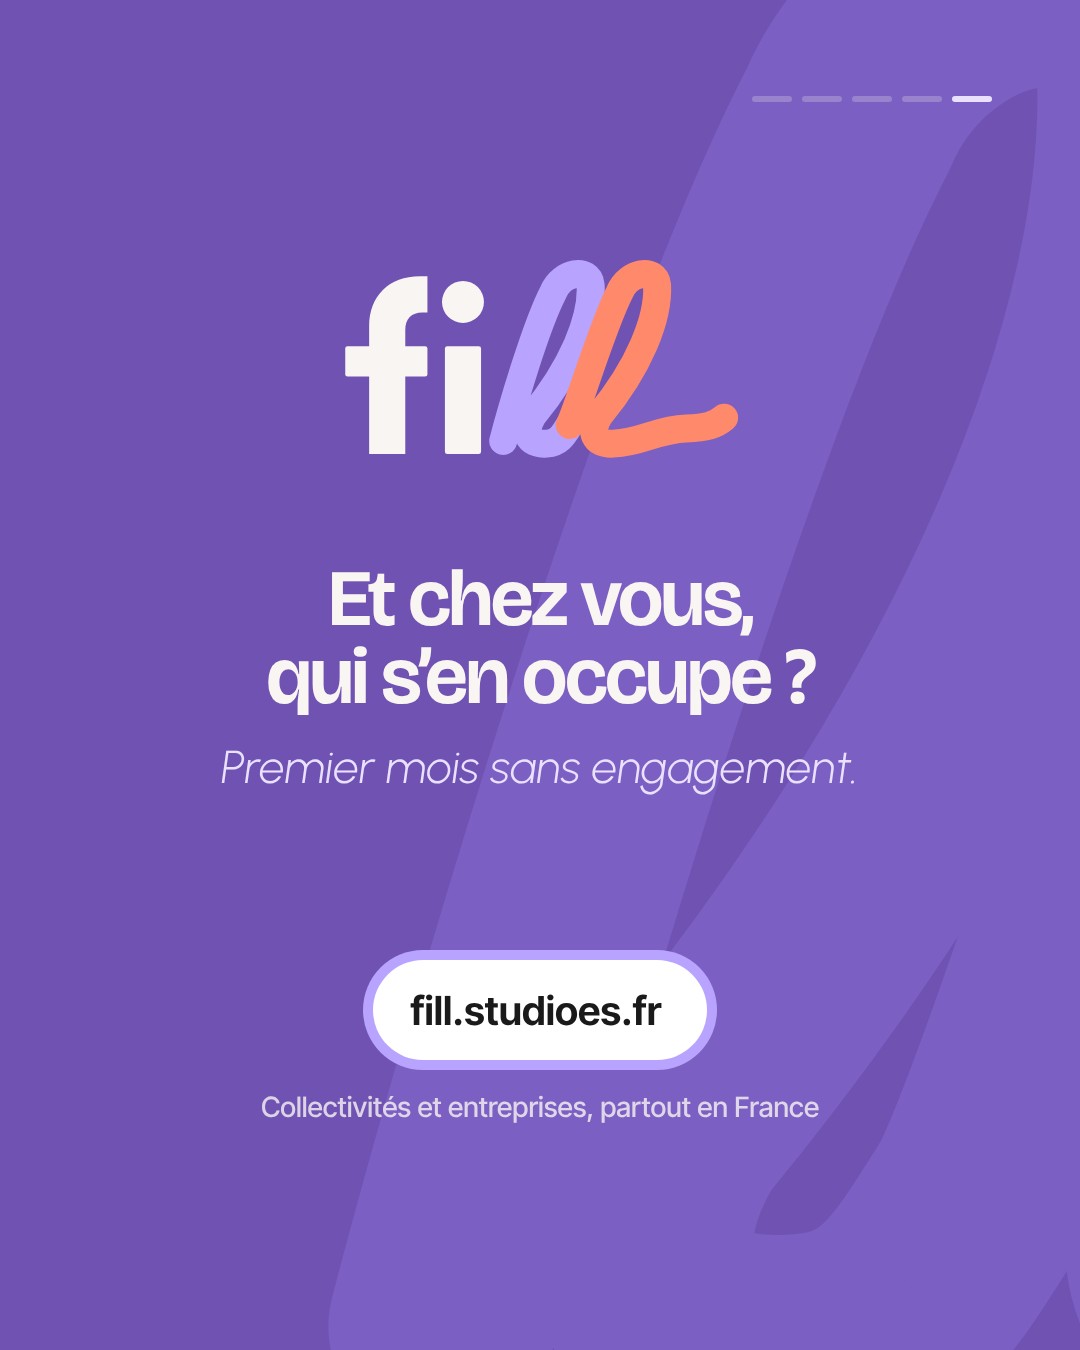 fill
Et chez vous,
qui s’en occupe ?
Premier mois sans engagement.
fill.studioes.fr
Collectivités et entreprises, partout en France